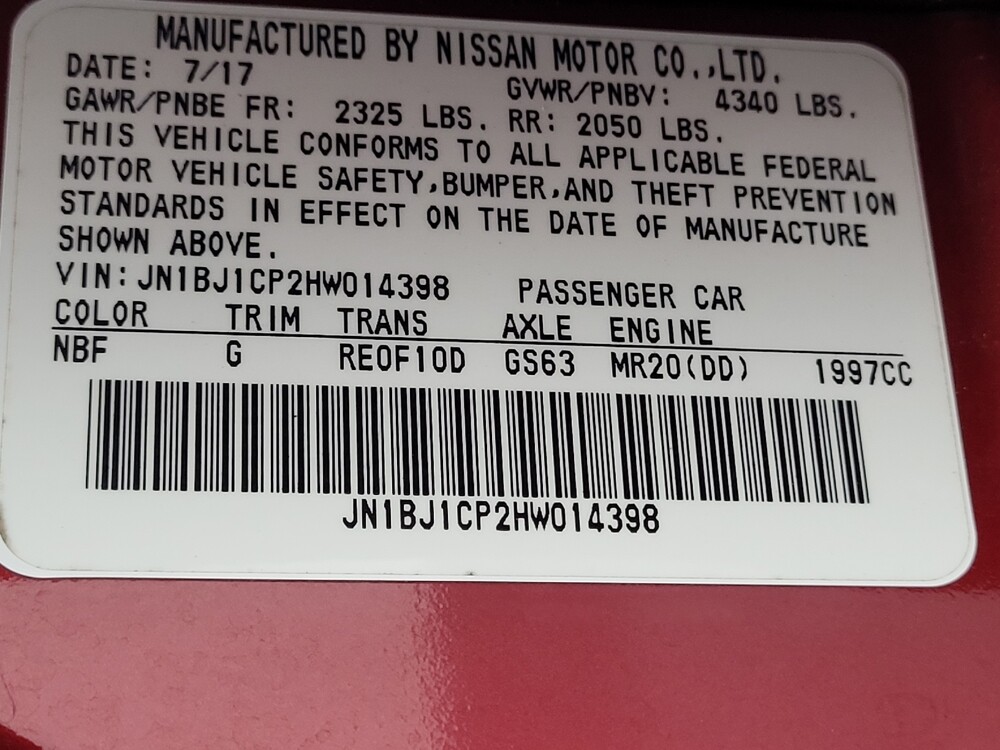 MANUFACTURED BY NISSAN MOTOR CO.,LTD.
DATE: 7/17 GVWR/PNBV: 4340 LBS.
GAWR/PNBE FR: 2325 LBS. RR: 2050 LBS.
THIS VEHICLE CONFORMS TO ALL APPLICABLE FEDERAL
MOTOR VEHICLE SAFETY,BUMPER,AND THEFT PREVENTION
STANDARDS IN EFFECT ON THE DATE OF MANUFACTURE
SHOWN ABOVE.
VIN:JN1BJ1CP2HW014398 PASSENGER CAR
COLOR TRIM TRANS AXLE ENGINE
NBF G RE0F10D GS63 MR20(DD) 1997CC
JN1BJ1CP2HW014398